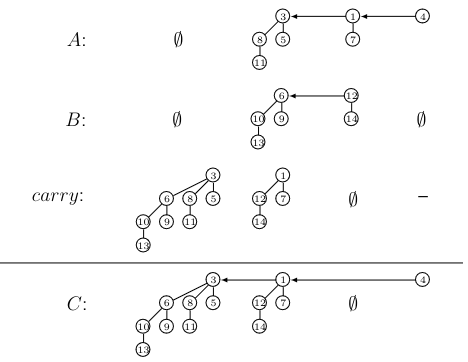 3 1 4
A: ∅ 8 5 7
11
6 12
B: ∅ 10 9 14 ∅
13
3 1
carry: 6 8 5 12 7 ∅ –
10 9 11 14
13
3 1 4
C: 6 8 5 12 7 ∅
10 9 11 14
13